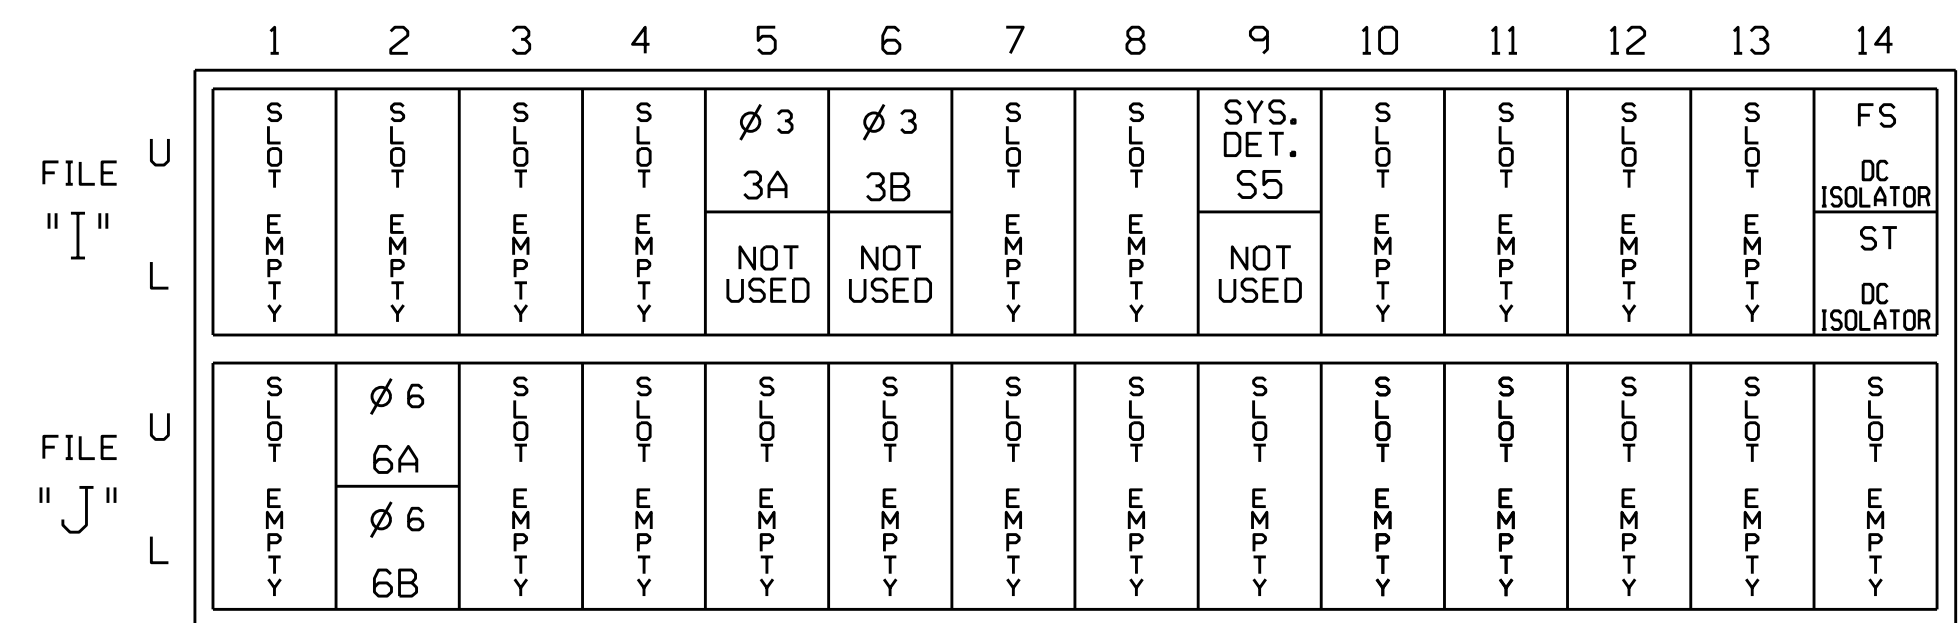 1 2 3 4 5 6 7 8 9 10 11 12 13 14
FILE
"I"
U
L
SLOT EMPTY
SLOT EMPTY
SLOT EMPTY
SLOT EMPTY
Ø 3
3A
NOT
USED
Ø 3
3B
NOT
USED
SLOT EMPTY
SLOT EMPTY
SYS.
DET.
S5
NOT
USED
SLOT EMPTY
SLOT EMPTY
SLOT EMPTY
SLOT EMPTY
FS
DC
ISOLATOR
ST
DC
ISOLATOR
FILE
"J"
U
L
SLOT EMPTY
Ø 6
6A
Ø 6
6B
SLOT EMPTY
SLOT EMPTY
SLOT EMPTY
SLOT EMPTY
SLOT EMPTY
SLOT EMPTY
SLOT EMPTY
SLOT EMPTY
SLOT EMPTY
SLOT EMPTY
SLOT EMPTY
SLOT EMPTY